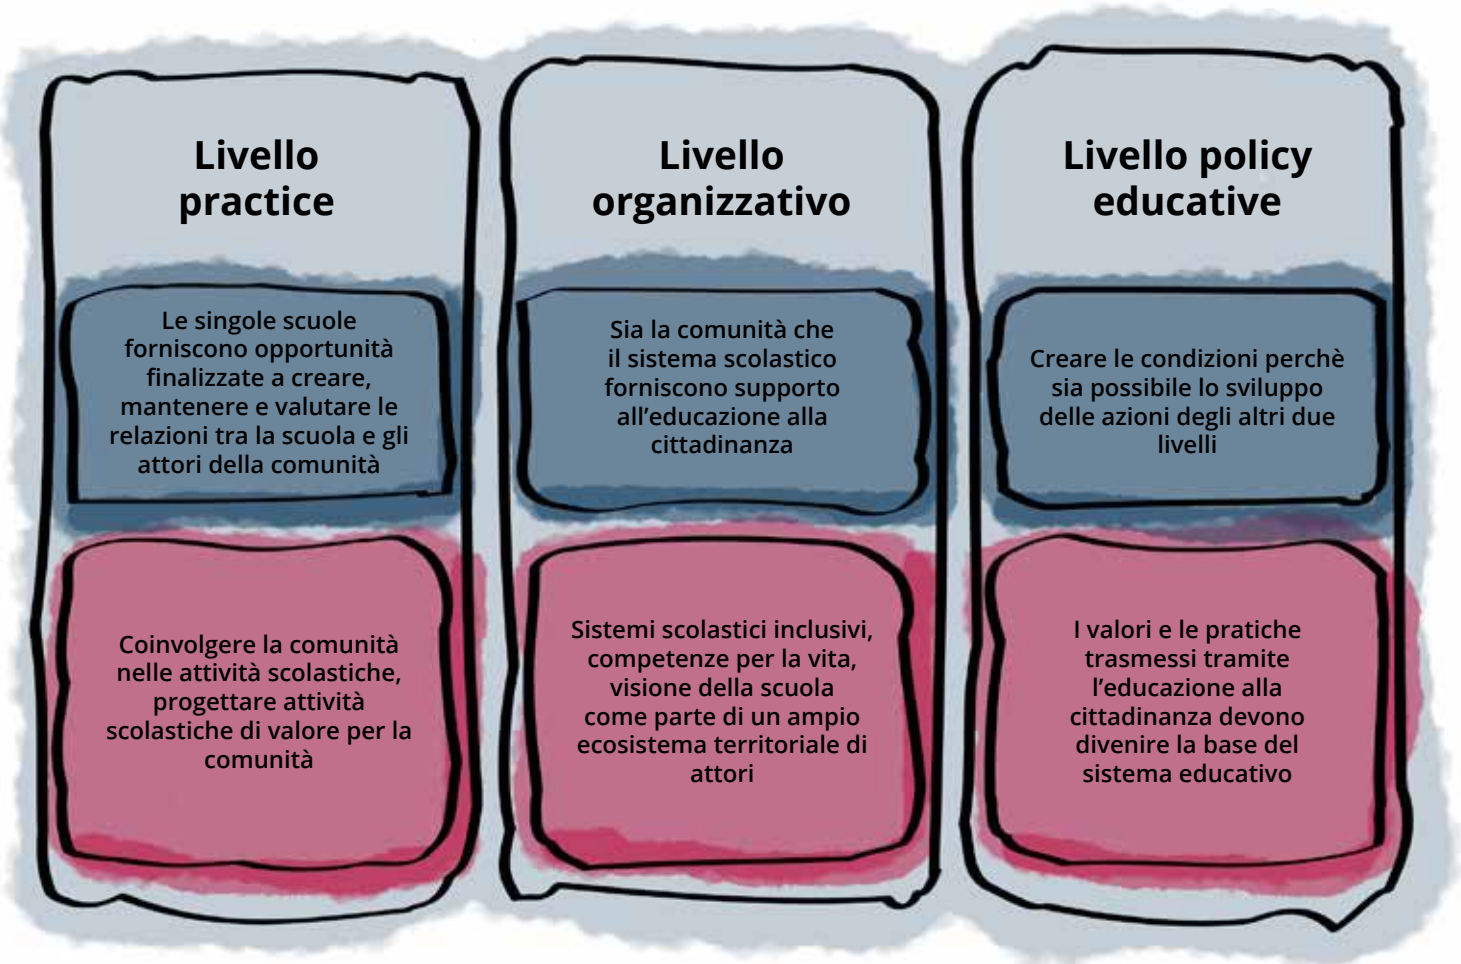 Livello
practice
Le singole scuole
forniscono opportunità
finalizzate a creare,
mantenere e valutare le
relazioni tra la scuola e gli
attori della comunità
Coinvolgere la comunità
nelle attività scolastiche,
progettare attività
scolastiche di valore per la
comunità
Livello
organizzativo
Sia la comunità che
il sistema scolastico
forniscono supporto
all’educazione alla
cittadinanza
Sistemi scolastici inclusivi,
competenze per la vita,
visione della scuola
come parte di un ampio
ecosistema territoriale di
attori
Livello policy
educative
Creare le condizioni perchè
sia possibile lo sviluppo
delle azioni degli altri due
livelli
I valori e le pratiche
trasmessi tramite
l’educazione alla
cittadinanza devono
divenire la base del
sistema educativo